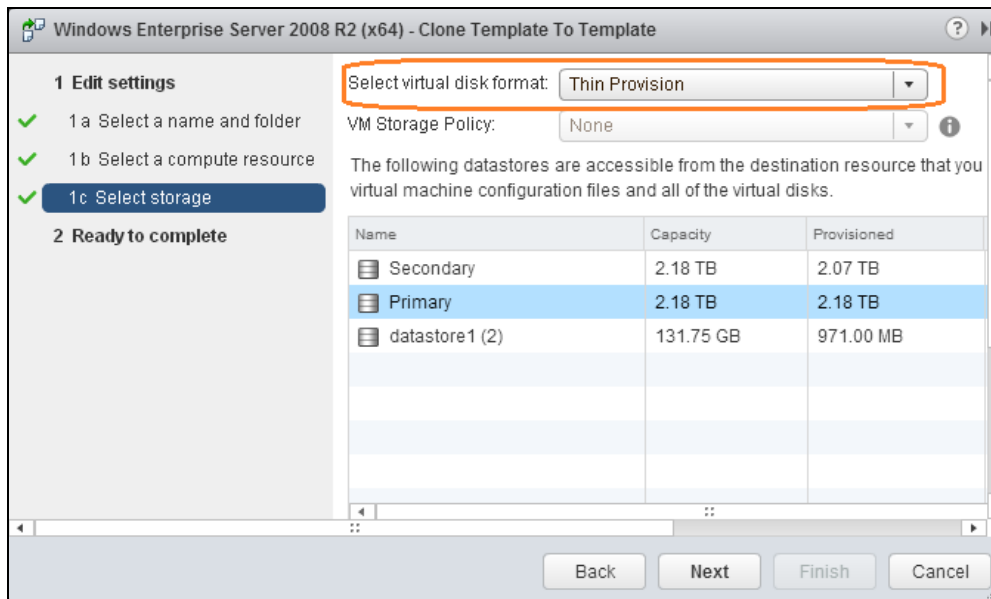 Windows Enterprise Server 2008 R2 (x64) - Clone Template To Template
?
1 Edit settings
1a Select a name and folder
1b Select a compute resource
1c Select storage
2 Ready to complete
Select virtual disk format: Thin Provision
VM Storage Policy: None
The following datastores are accessible from the destination resource that you
virtual machine configuration files and all of the virtual disks.
Name Capacity Provisioned
Secondary 2.18 TB 2.07 TB
Primary 2.18 TB 2.18 TB
datastore1 (2) 131.75 GB 971.00 MB
Back Next Finish Cancel